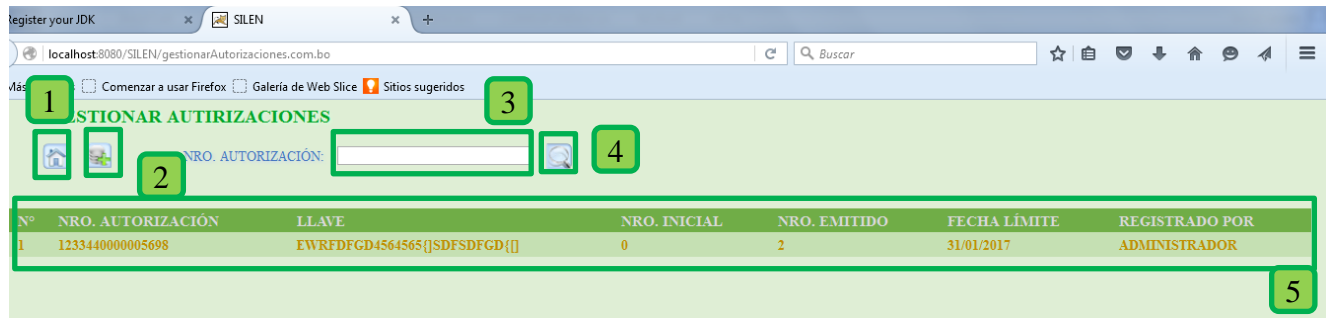 Register your JDK × SILEN × +
localhost:8080/SILEN/gestionarAutorizaciones.com.bo Buscar
Comenzar a usar Firefox Galería de Web Slice Sitios sugeridos
1 3
ESTIONAR AUTIRIZACIONES
NRO. AUTORIZACIÓN: 4
2
N° NRO. AUTORIZACIÓN LLAVE NRO. INICIAL NRO. EMITIDO FECHA LÍMITE REGISTRADO POR
1 1233440000005698 EWRFDFGD4564565{]SDFSDFGD{[] 0 2 31/01/2017 ADMINISTRADOR
5